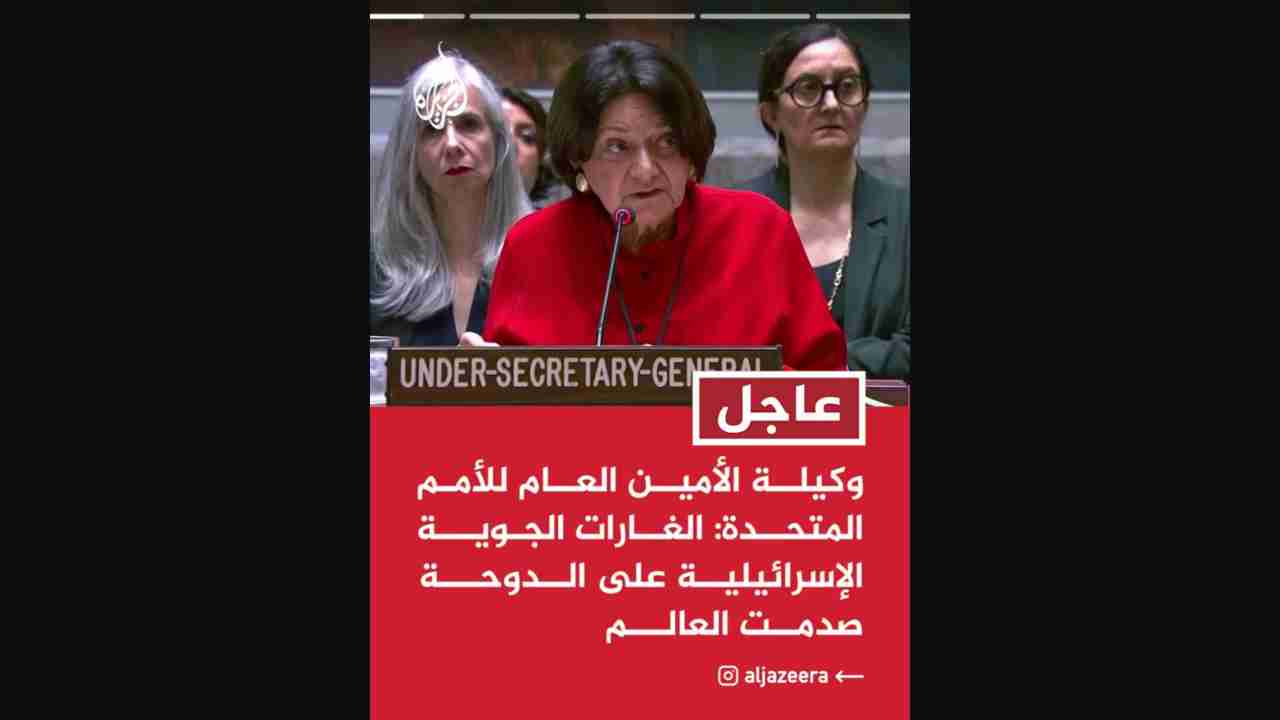 UNDER-SECRETARY-GENERAL
عاجل
وكيلة الأمين العام للأمم
المتحدة: الغارات الجوية
الإسرائيلية على الدوحة
صدمت العالم
aljazeera